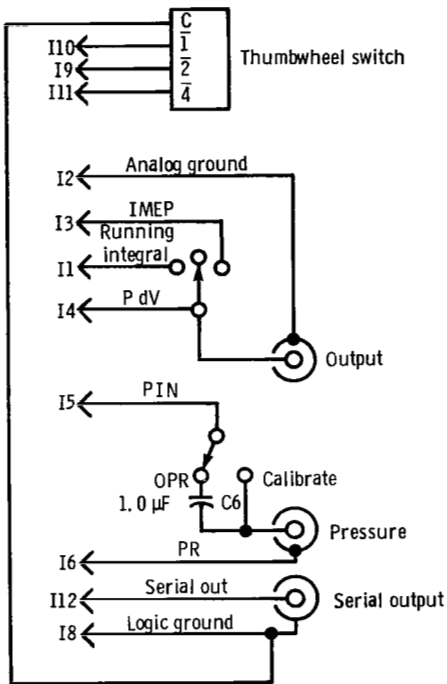 C
I10 1̅
I9 2̅
I11 4̅
Thumbwheel switch
I2 Analog ground
I3 IMEP
Running
I1 integral
I4 P dV
Output
I5 PIN
OPR Calibrate
1.0 µF C6
Pressure
I6 PR
I12 Serial out
Serial output
I8 Logic ground